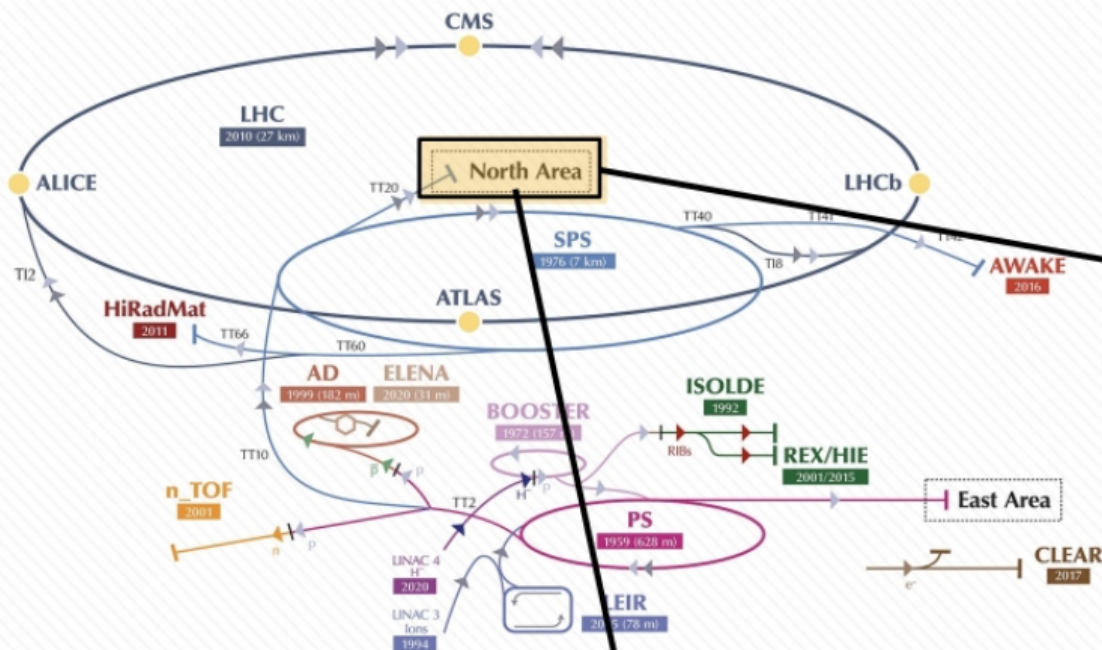 CMS
LHC
2010 (27 km)
North Area
ALICE
TT20
LHCb
TT40
TT41
SPS
1976 (7 km)
TI8
TI2
AWAKE
2016
ATLAS
HiRadMat
2011
TT66
TT60
AD
1999 (182 m)
ELENA
2020 (31 m)
ISOLDE
1992
BOOSTER
1972 (157
RIBs
REX/HIE
2001/2015
TT10
p
p
H⁻
n_TOF
2001
TT2
East Area
PS
1959 (628 m)
n
p
LINAC 4
H⁻
2020
CLEAR
2017
e⁻
LINAC 3
Ions
1994
LEIR
(78 m)